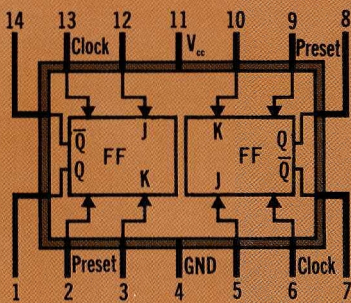 14 13 12 11 10 9 8
Clock Vcc Preset
J K Q
Q̅ FF FF Q̅
Q K J
Preset GND Clock
1 2 3 4 5 6 7